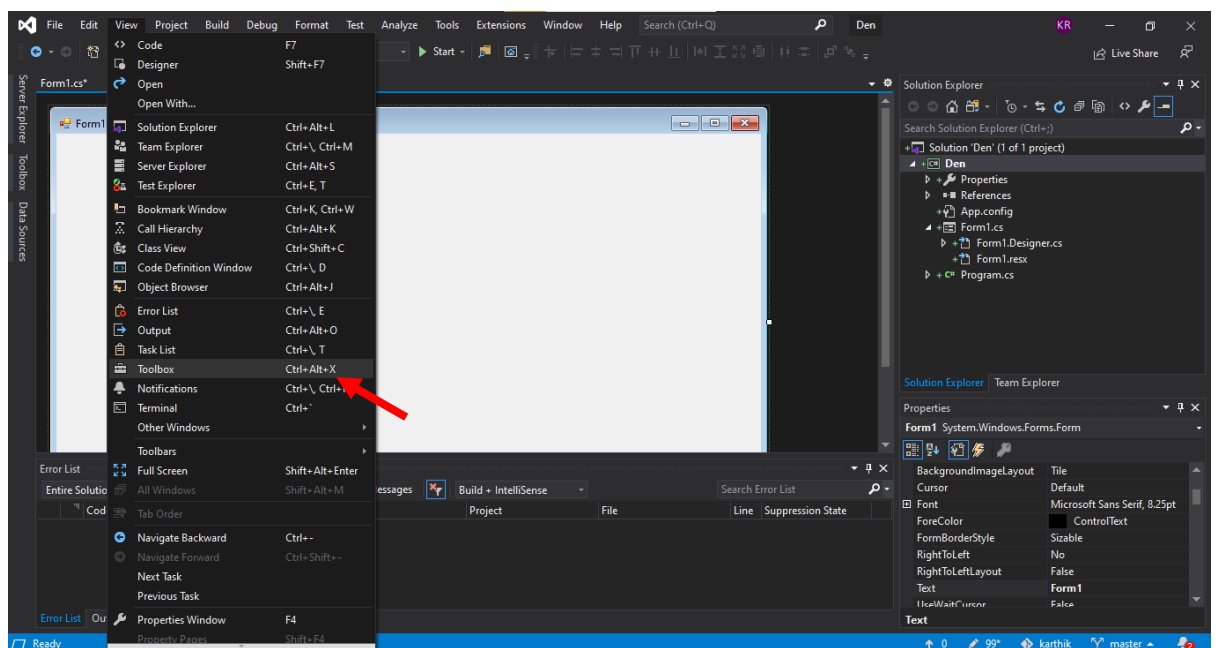 File Edit View Project Build Debug Format Test Analyze Tools Extensions Window Help Search (Ctrl+Q) Den KR
Start Live Share
Server Explorer
Toolbox
Data Sources
Form1.cs*
Form1
Code F7
Designer Shift+F7
Open
Open With...
Solution Explorer Ctrl+Alt+L
Team Explorer Ctrl+\, Ctrl+M
Server Explorer Ctrl+Alt+S
Test Explorer Ctrl+E, T
Bookmark Window Ctrl+K, Ctrl+W
Call Hierarchy Ctrl+Alt+K
Class View Ctrl+Shift+C
Code Definition Window Ctrl+\, D
Object Browser Ctrl+Alt+J
Error List Ctrl+\, E
Output Ctrl+Alt+O
Task List Ctrl+\, T
Toolbox Ctrl+Alt+X
Notifications Ctrl+\, Ctrl+
Terminal Ctrl+`
Other Windows
Toolbars
Full Screen Shift+Alt+Enter
All Windows Shift+Alt+M
Tab Order
Navigate Backward Ctrl+-
Navigate Forward Ctrl+Shift+-
Next Task
Previous Task
Properties Window F4
Property Pages Shift+F4
Error List
Entire Solutio essages Build + IntelliSense Search Error List
Cod Project File Line Suppression State
Error List Ou
Solution Explorer
Search Solution Explorer (Ctrl+;)
Solution 'Den' (1 of 1 project)
C# Den
Properties
References
App.config
Form1.cs
Form1.Designer.cs
Form1.resx
C# Program.cs
Solution Explorer Team Explorer
Properties
Form1 System.Windows.Forms.Form
BackgroundImageLayout Tile
Cursor Default
Font Microsoft Sans Serif, 8.25pt
ForeColor ControlText
FormBorderStyle Sizable
RightToLeft No
RightToLeftLayout False
Text Form1
UseWaitCursor False
Text
Ready 0 99* karthik master 2